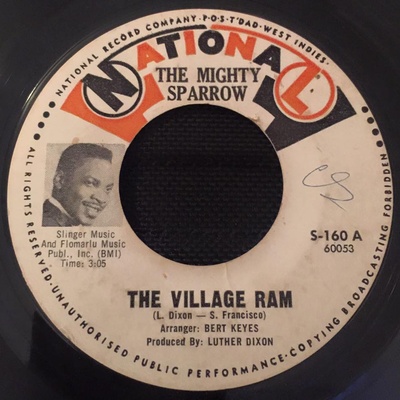 NATIONAL RECORD COMPANY·P·O·S-T'DAD-WEST INDIES·
NATIONAL
THE MIGHTY
SPARROW
Slinger Music
And Flomarlu Music
Publ., Inc. (BMI)
Time: 3:05
S-160 A
60053
THE VILLAGE RAM
(L. Dixon — S. Francisco)
Arranger: BERT KEYES
Produced By: LUTHER DIXON
ALL RIGHTS RESERVED·UNAUTHORISED PUBLIC PERFORMANCE·COPYING BROADCASTING FORBIDDEN